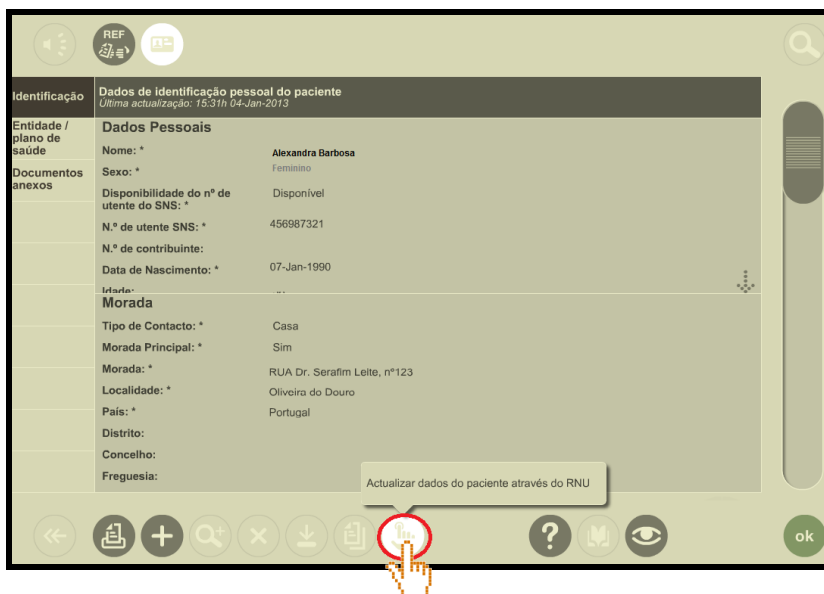 REF
Identificação
Dados de identificação pessoal do paciente
Última actualização: 15:31h 04-Jan-2013
Entidade /
plano de
saúde
Documentos
anexos
Dados Pessoais
Nome: * Alexandra Barbosa
Sexo: * Feminino
Disponibilidade do nº de
utente do SNS: * Disponível
N.º de utente SNS: * 456987321
N.º de contribuinte:
Data de Nascimento: * 07-Jan-1990
Idade:
Morada
Tipo de Contacto: * Casa
Morada Principal: * Sim
Morada: * RUA Dr. Serafim Leite, nº123
Localidade: * Oliveira do Douro
País: * Portugal
Distrito:
Concelho:
Freguesia:
Actualizar dados do paciente através do RNU
?
ok